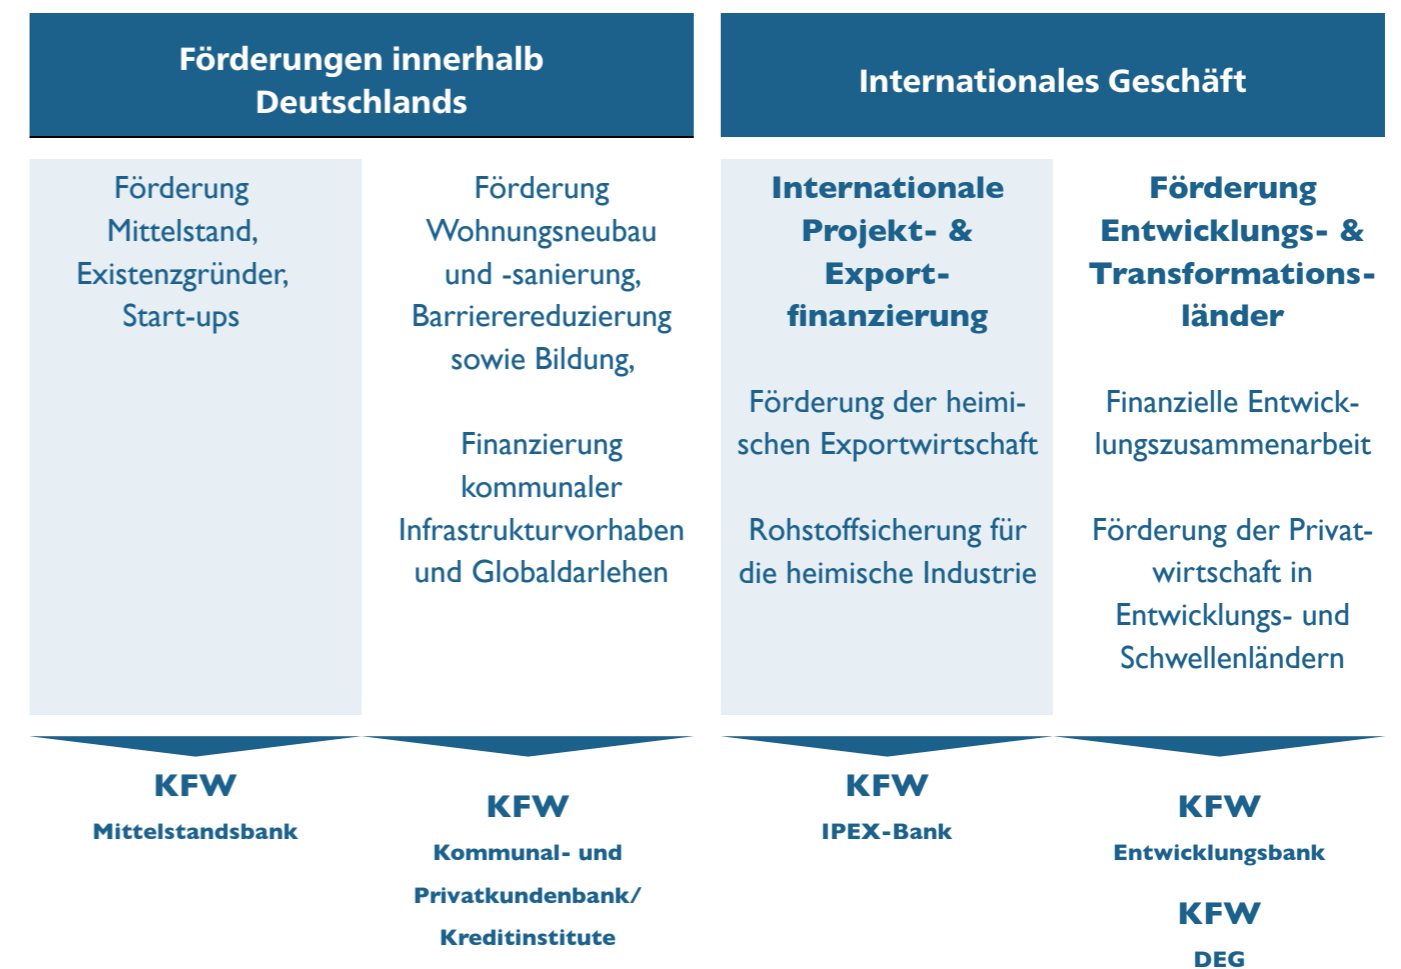 Förderungen innerhalb
Deutschlands
Internationales Geschäft
Förderung
Mittelstand,
Existenzgründer,
Start-ups
Förderung
Wohnungsneubau
und -sanierung,
Barrierereduzierung
sowie Bildung,
Finanzierung
kommunaler
Infrastrukturvorhaben
und Globaldarlehen
Internationale
Projekt- &
Export-
finanzierung
Förderung der heimi-
schen Exportwirtschaft
Rohstoffsicherung für
die heimische Industrie
Förderung
Entwicklungs- &
Transformations-
länder
Finanzielle Entwick-
lungszusammenarbeit
Förderung der Privat-
wirtschaft in
Entwicklungs- und
Schwellenländern
KFW
Mittelstandsbank
KFW
Kommunal- und
Privatkundenbank/
Kreditinstitute
KFW
IPEX-Bank
KFW
Entwicklungsbank
KFW
DEG